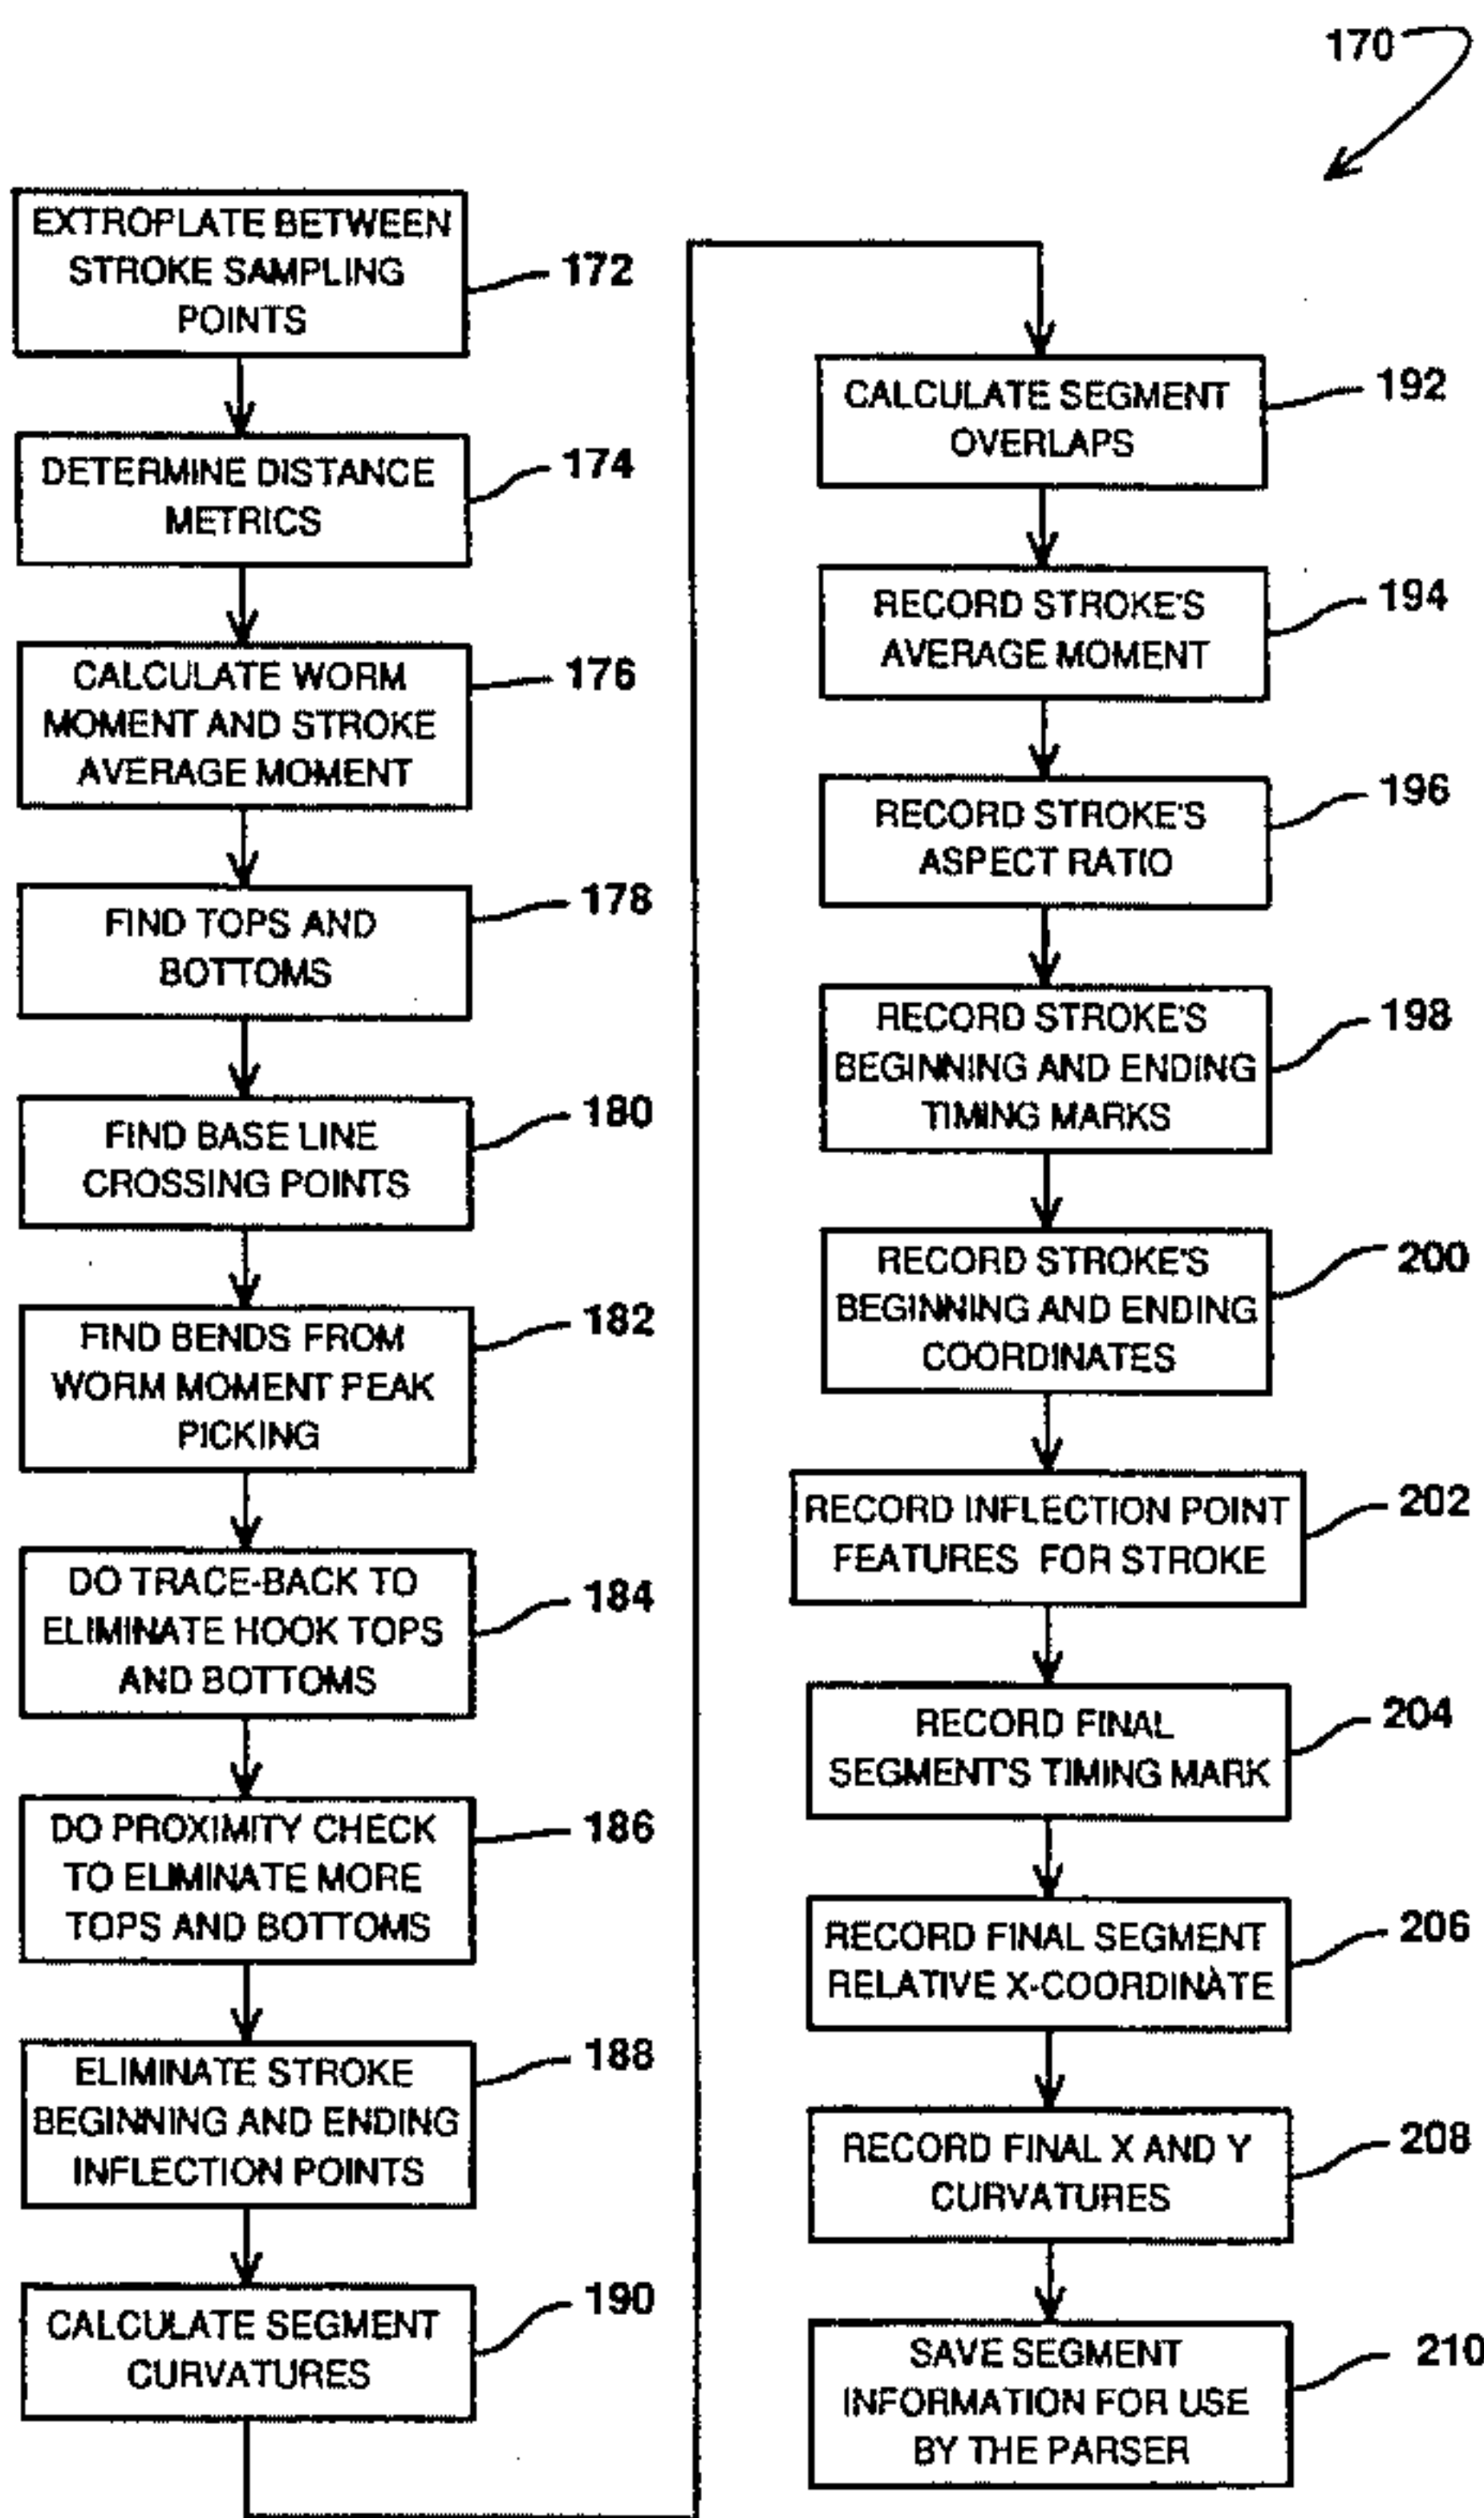 170
EXTROPLATE BETWEEN
STROKE SAMPLING
POINTS
172
DETERMINE DISTANCE
METRICS
174
CALCULATE WORM
MOMENT AND STROKE
AVERAGE MOMENT
176
FIND TOPS AND
BOTTOMS
178
FIND BASE LINE
CROSSING POINTS
180
FIND BENDS FROM
WORM MOMENT PEAK
PICKING
182
DO TRACE-BACK TO
ELIMINATE HOOK TOPS
AND BOTTOMS
184
DO PROXIMITY CHECK
TO ELIMINATE MORE
TOPS AND BOTTOMS
186
ELIMINATE STROKE
BEGINNING AND ENDING
INFLECTION POINTS
188
CALCULATE SEGMENT
CURVATURES
190
CALCULATE SEGMENT
OVERLAPS
192
RECORD STROKE'S
AVERAGE MOMENT
194
RECORD STROKE'S
ASPECT RATIO
196
RECORD STROKE'S
BEGINNING AND ENDING
TIMING MARKS
198
RECORD STROKE'S
BEGINNING AND ENDING
COORDINATES
200
RECORD INFLECTION POINT
FEATURES FOR STROKE
202
RECORD FINAL
SEGMENT'S TIMING MARK
204
RECORD FINAL SEGMENT
RELATIVE X-COORDINATE
206
RECORD FINAL X AND Y
CURVATURES
208
SAVE SEGMENT
INFORMATION FOR USE
BY THE PARSER
210